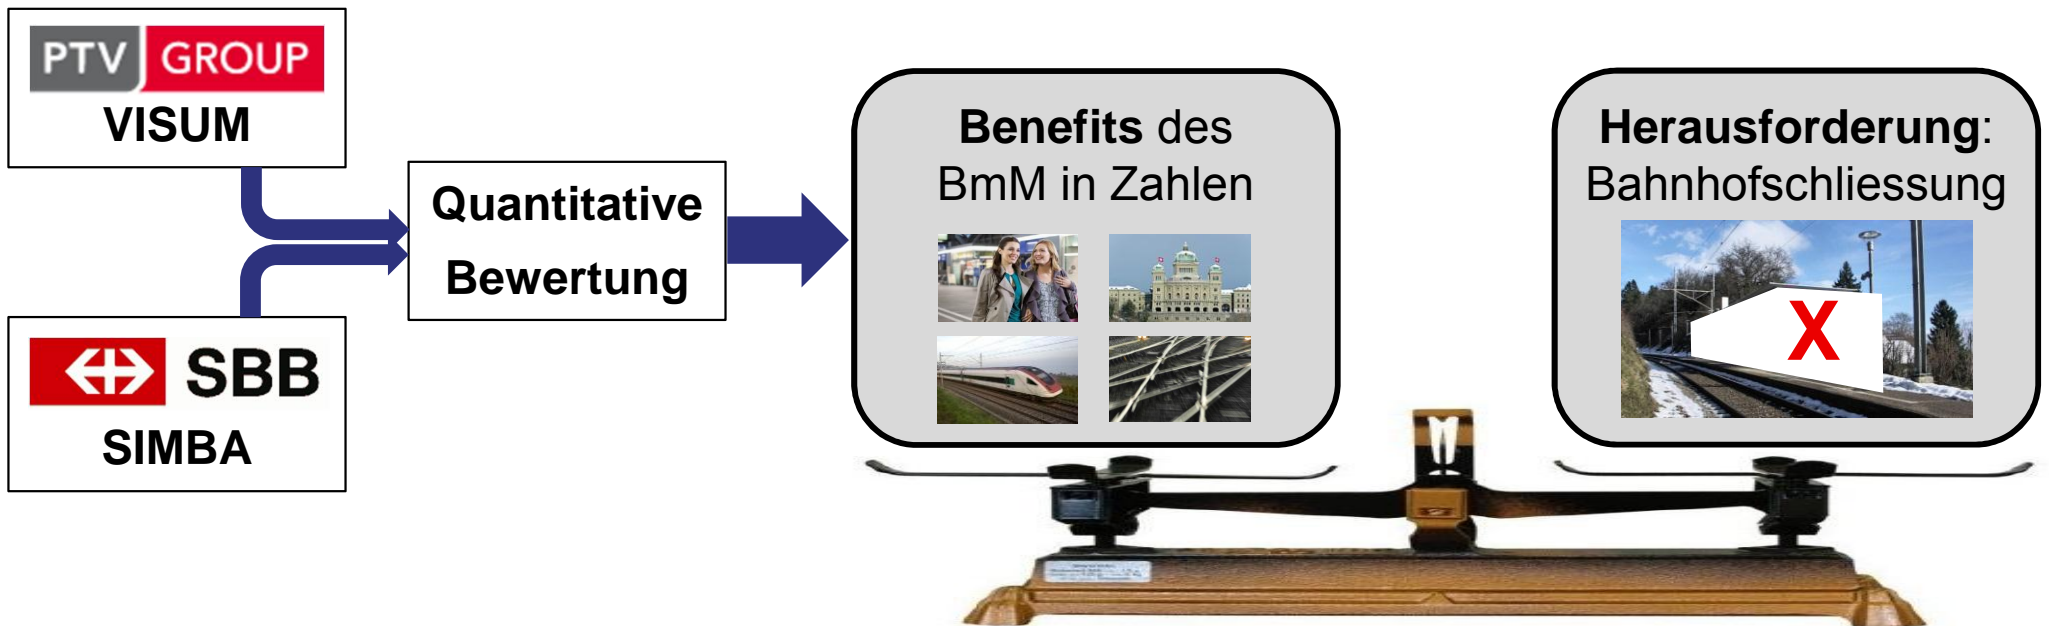 PTV GROUP
VISUM
SBB
SIMBA
Quantitative
Bewertung
Benefits des
BmM in Zahlen
Herausforderung:
Bahnhofschliessung
X